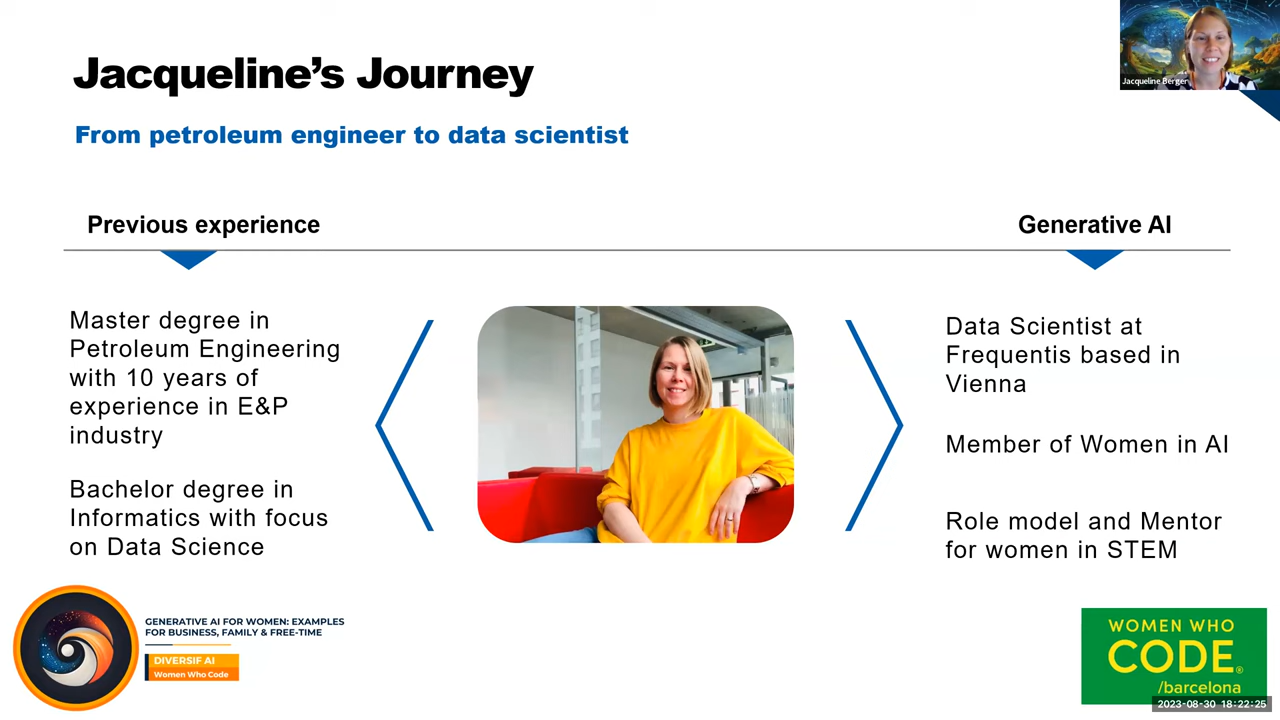 Jacqueline’s Journey
Jacqueline Berger
From petroleum engineer to data scientist
Previous experience
Generative AI
Master degree in
Petroleum Engineering
with 10 years of
experience in E&P
industry
Bachelor degree in
Informatics with focus
on Data Science
Data Scientist at
Frequentis based in
Vienna
Member of Women in AI
Role model and Mentor
for women in STEM
GENERATIVE AI FOR WOMEN: EXAMPLES
FOR BUSINESS, FAMILY & FREE-TIME
DIVERSIF AI
Women Who Code
WOMEN WHO
CODE®
/barcelona
2023-08-30 18:22:25